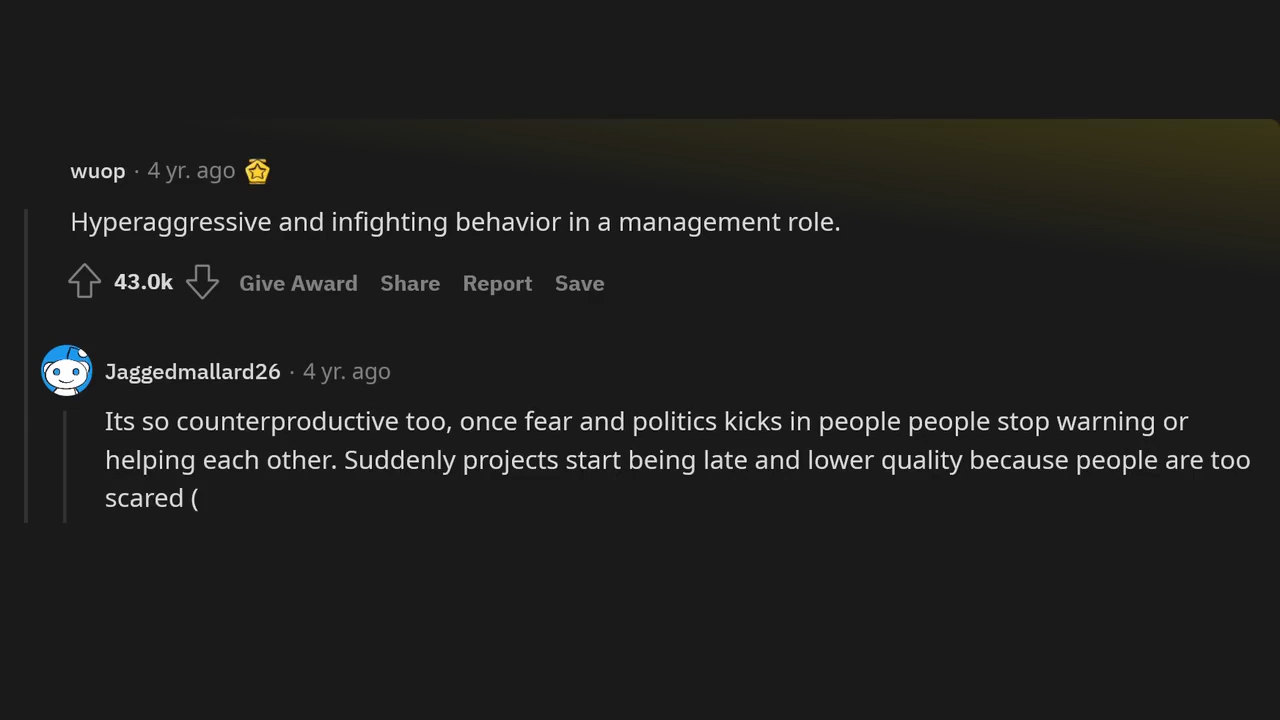 wuop · 4 yr. ago
Hyperaggressive and infighting behavior in a management role.
43.0k Give Award Share Report Save
Jaggedmallard26 · 4 yr. ago
Its so counterproductive too, once fear and politics kicks in people people stop warning or
helping each other. Suddenly projects start being late and lower quality because people are too
scared (